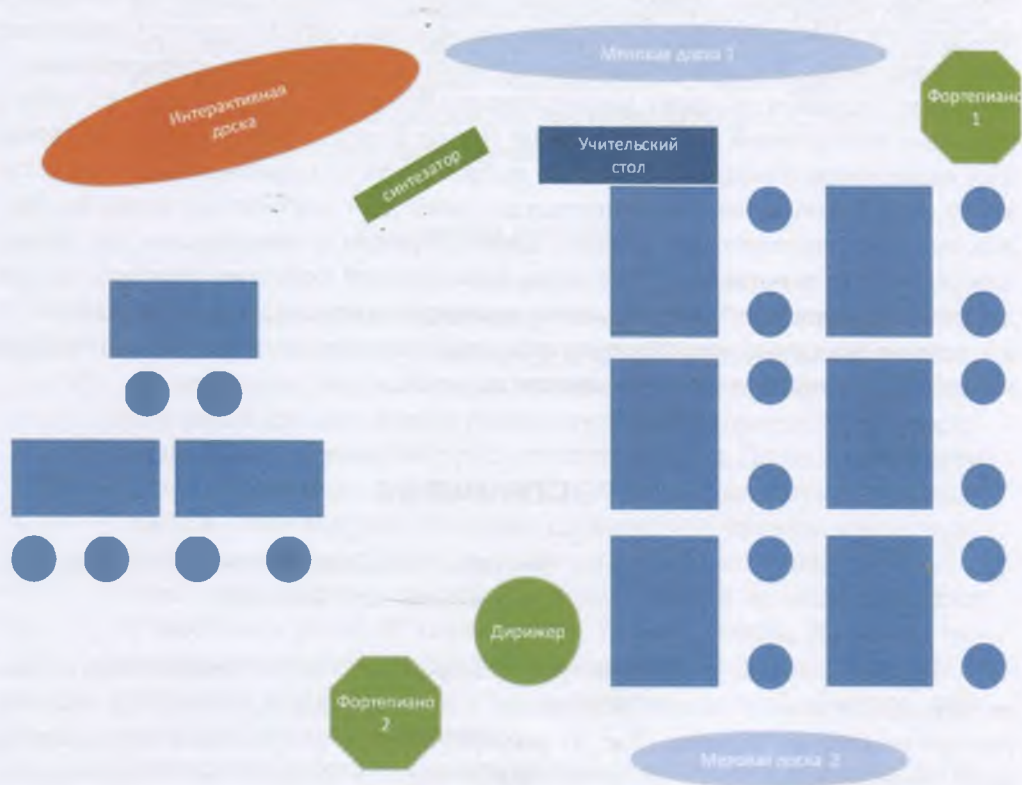 Меловая доска 1
Интерактивная
доска
Фортепиано
1
Учительский
стол
синтезатор
Дирижер
Фортепиано
2
Меловая доска 2